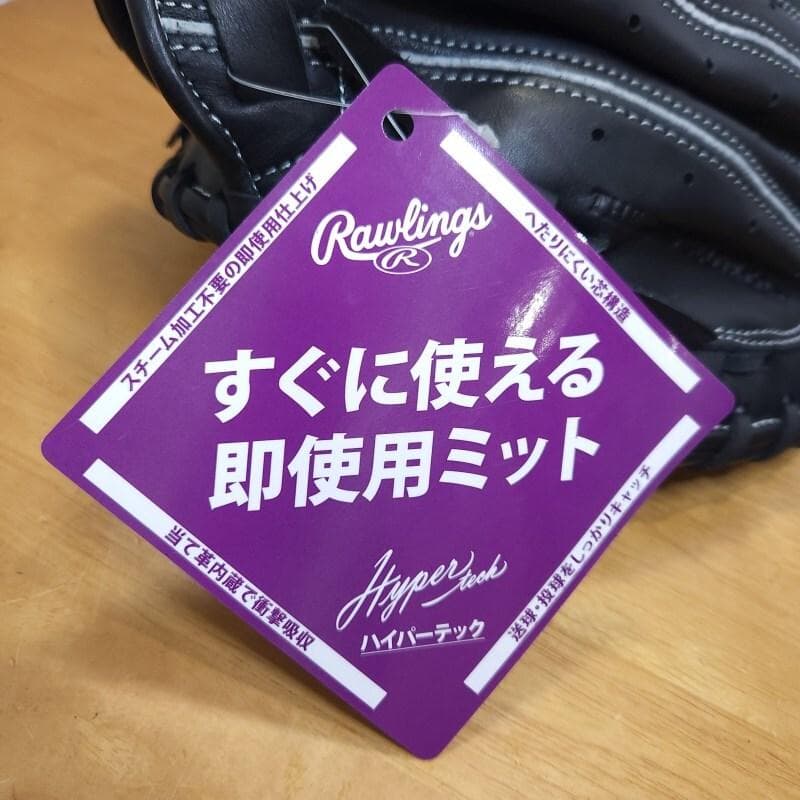 Rawlings
R
スチーム加工不要の即使用仕上げ
へたりにくい芯構造
すぐに使える
即使用ミット
当て革内蔵で衝撃吸収
送球・投球をしっかりキャッチ
Hyper tech
ハイパーテック